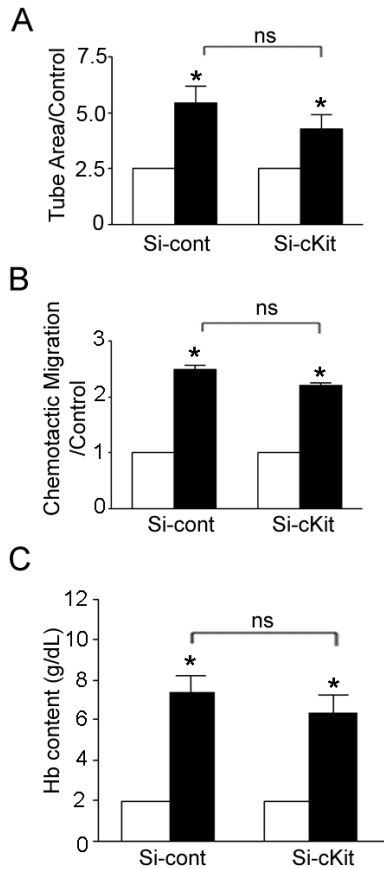 A
Tube Area/Control
7.5
5.0
2.5
0
ns
*
*
Si-cont
Si-cKit
B
Chemotactic Migration
/Control
3
2
1
0
ns
*
*
Si-cont
Si-cKit
C
Hb content (g/dL)
12
10
8
6
4
2
0
ns
*
*
Si-cont
Si-cKit